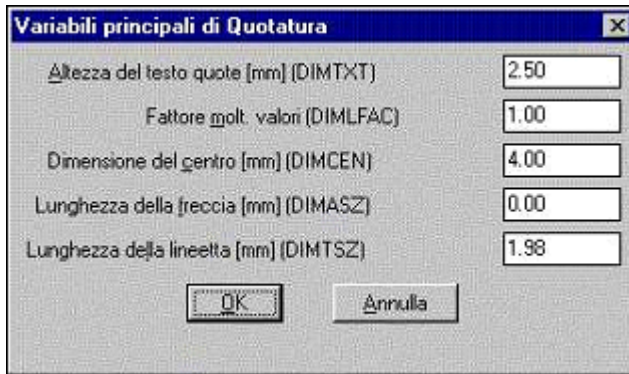 Variabili principali di Quotatura
Altezza del testo quote [mm] (DIMTXT) 2.50
Fattore molt. valori (DIMLFAC) 1.00
Dimensione del centro [mm] (DIMCEN) 4.00
Lunghezza della freccia [mm] (DIMASZ) 0.00
Lunghezza della lineetta [mm] (DIMTSZ) 1.98
OK Annulla